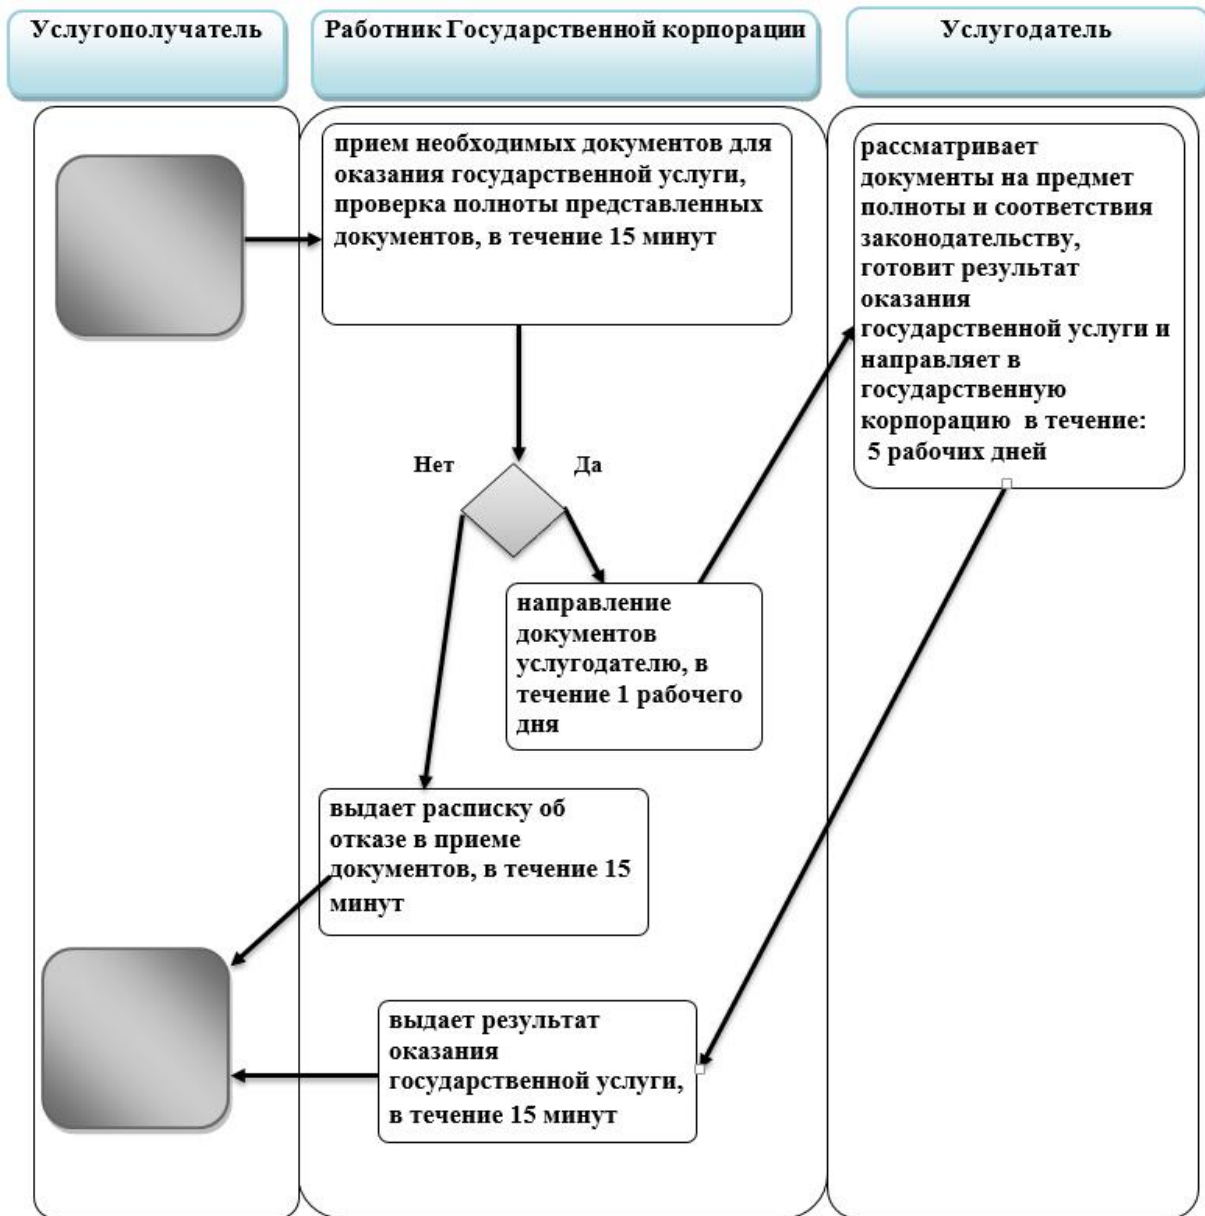 Услугополучатель
Работник Государственной корпорации
Услугодатель
прием необходимых документов для
оказания государственной услуги,
проверка полноты представленных
документов, в течение 15 минут
рассматривает
документы на предмет
полноты и соответствия
законодательству,
готовит результат
оказания
государственной услуги и
направляет в
государственную
корпорацию в течение:
5 рабочих дней
Нет
Да
направление
документов
услугодателю, в
течение 1 рабочего
дня
выдает расписку об
отказе в приеме
документов, в течение 15
минут
выдает результат
оказания
государственной услуги,
в течение 15 минут